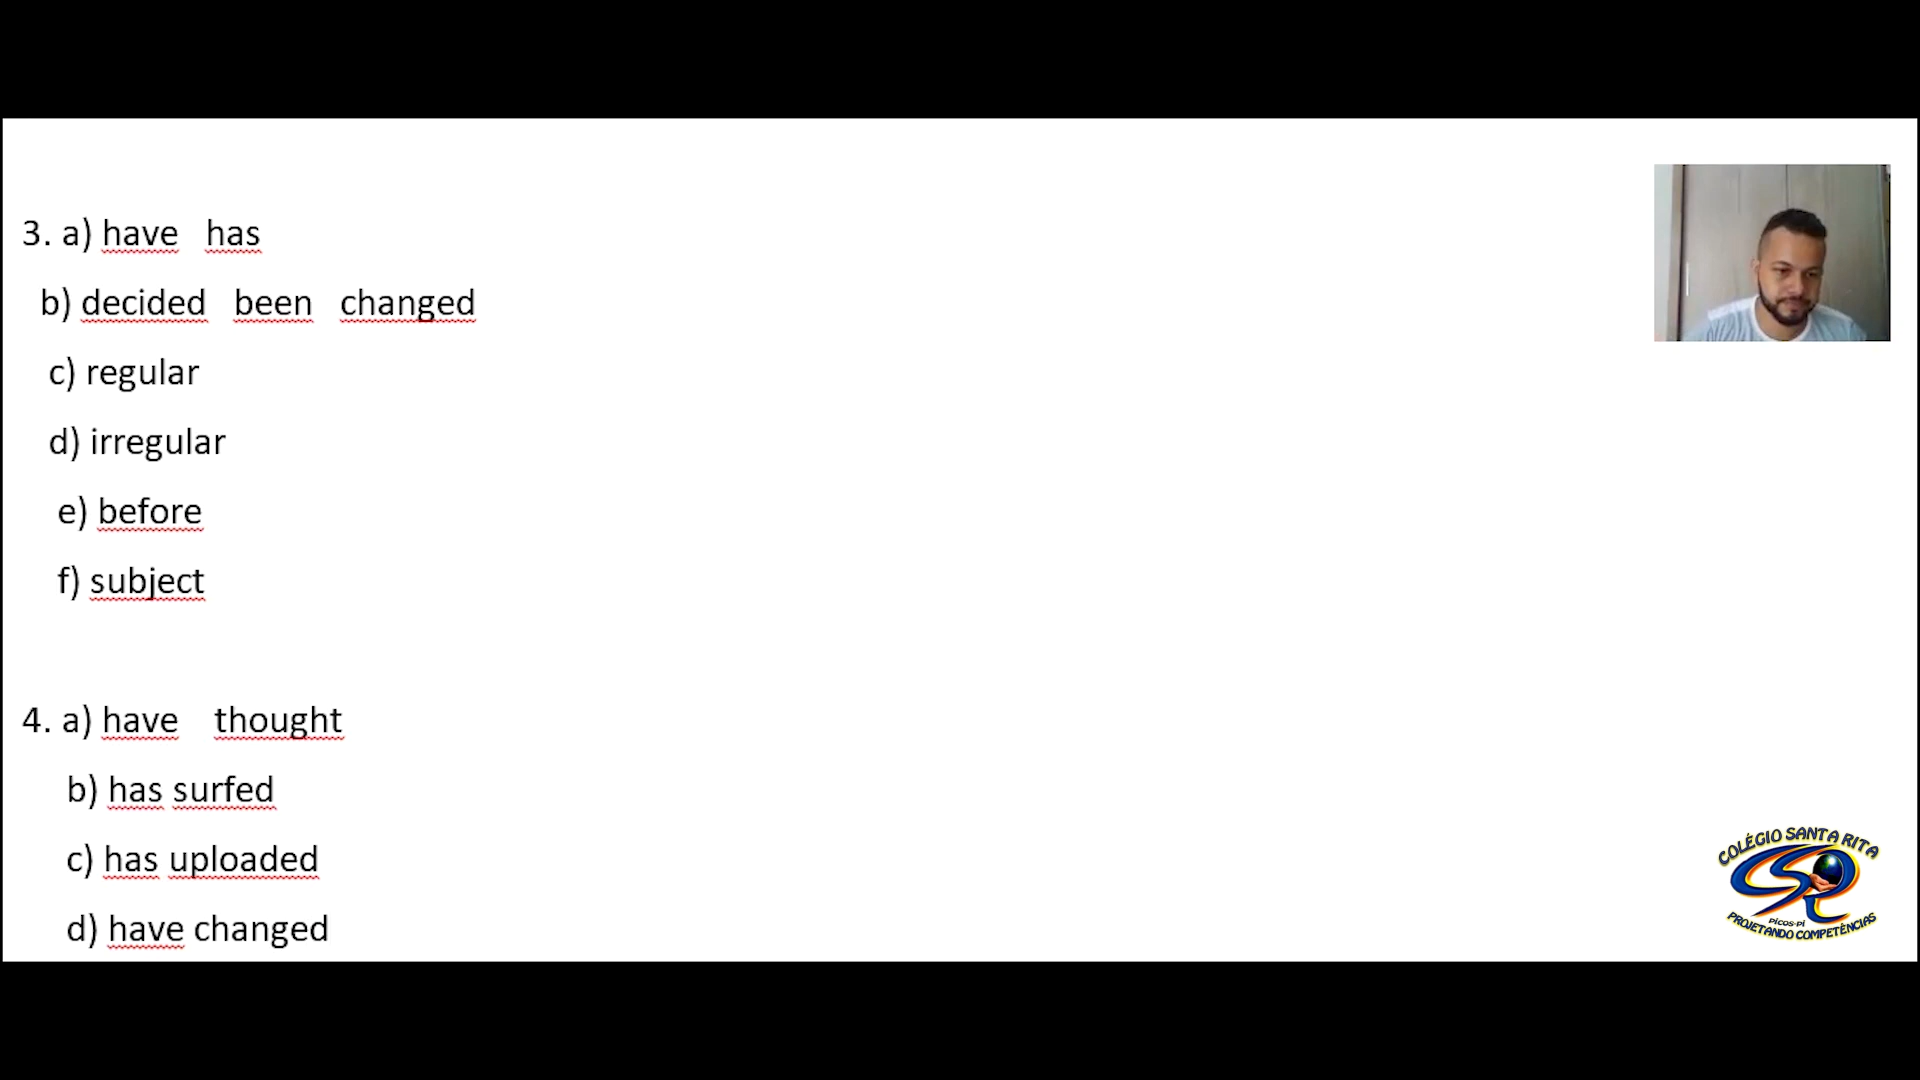 3. a) have has
b) decided been changed
c) regular
d) irregular
e) before
f) subject
4. a) have thought
b) has surfed
c) has uploaded
d) have changed
COLÉGIO SANTA RITA
PICOS-PI
PROJETANDO COMPETÊNCIAS